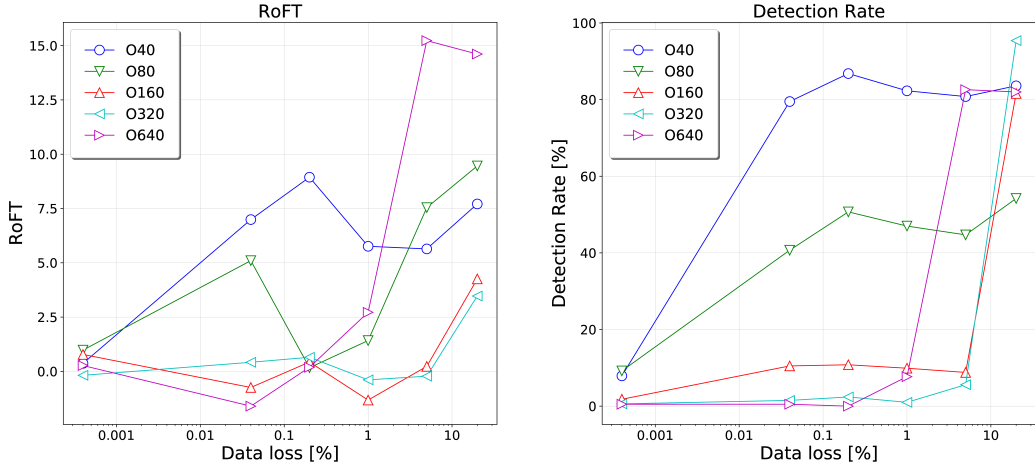 RoFT
15.0
12.5
10.0
7.5
5.0
2.5
0.0
RoFT
O40
O80
O160
O320
O640
0.001
0.01
0.1
1
10
Data loss [%]
Detection Rate
100
80
60
40
20
0
Detection Rate [%]
O40
O80
O160
O320
O640
0.001
0.01
0.1
1
10
Data loss [%]